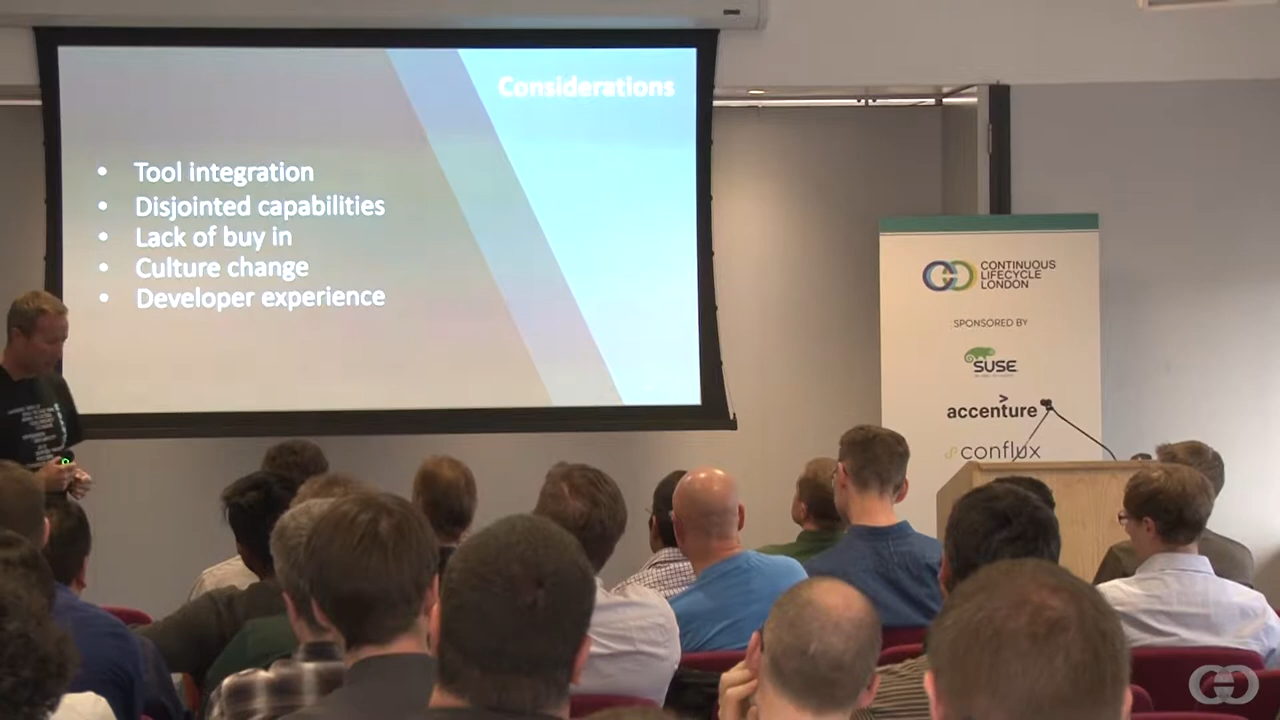 Considerations
• Tool integration
• Disjointed capabilities
• Lack of buy in
• Culture change
• Developer experience
CONTINUOUS
LIFECYCLE
LONDON
SPONSORED BY
SUSE
accenture
conflux